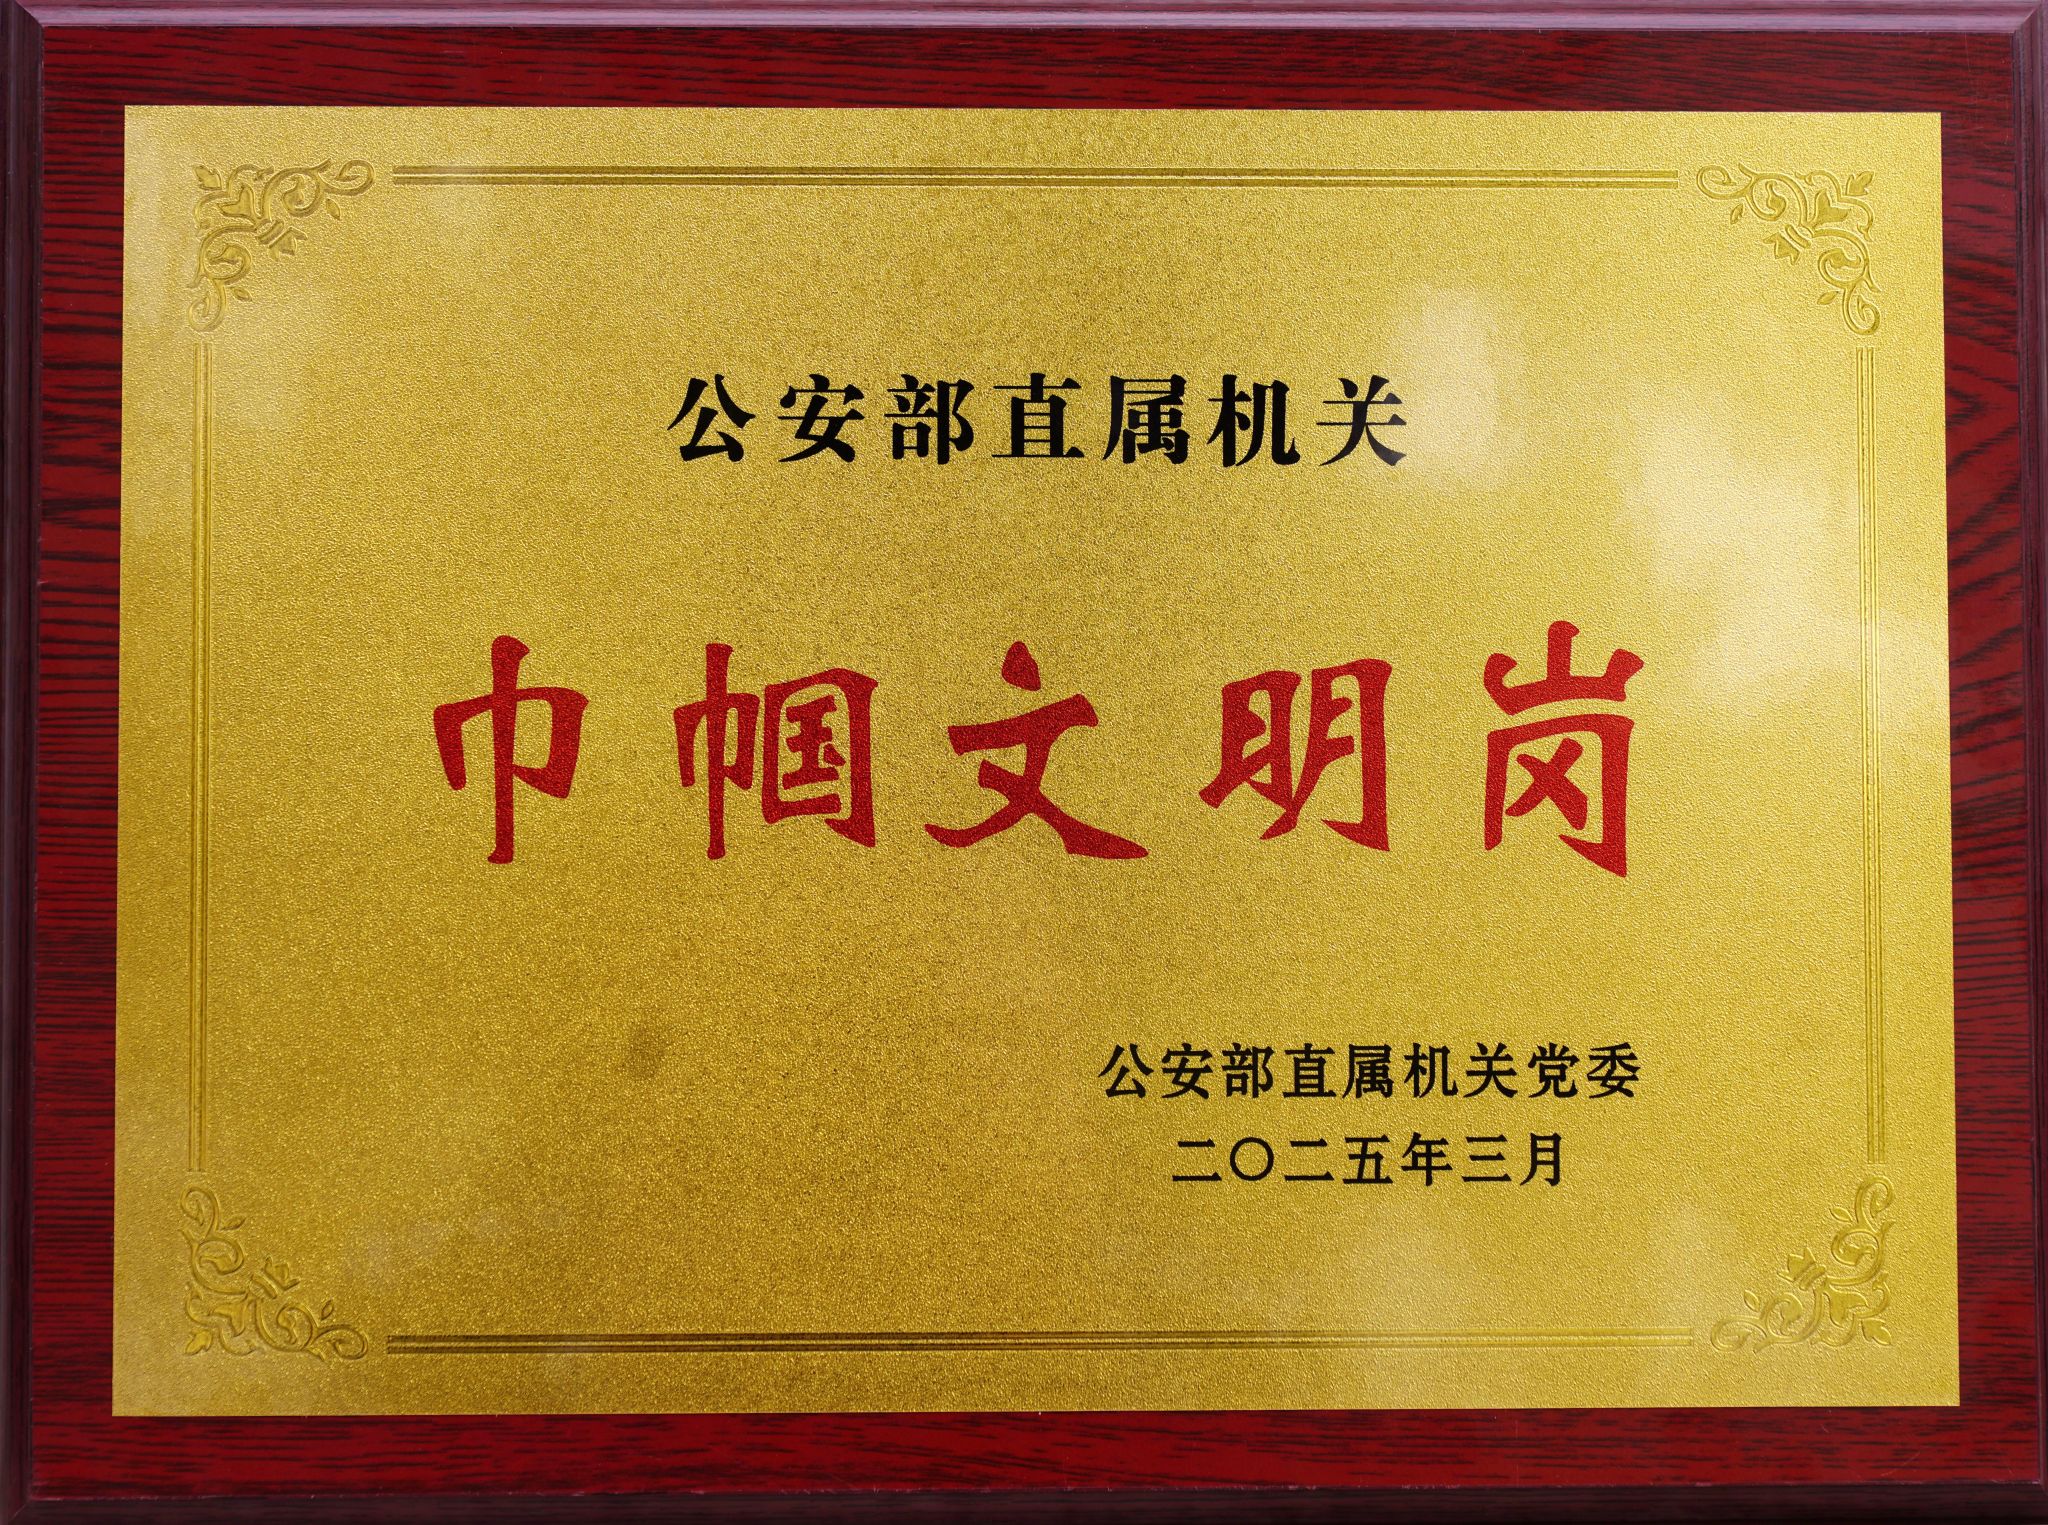 公安部直属机关
巾帼文明岗
公安部直属机关党委
二〇二五年三月